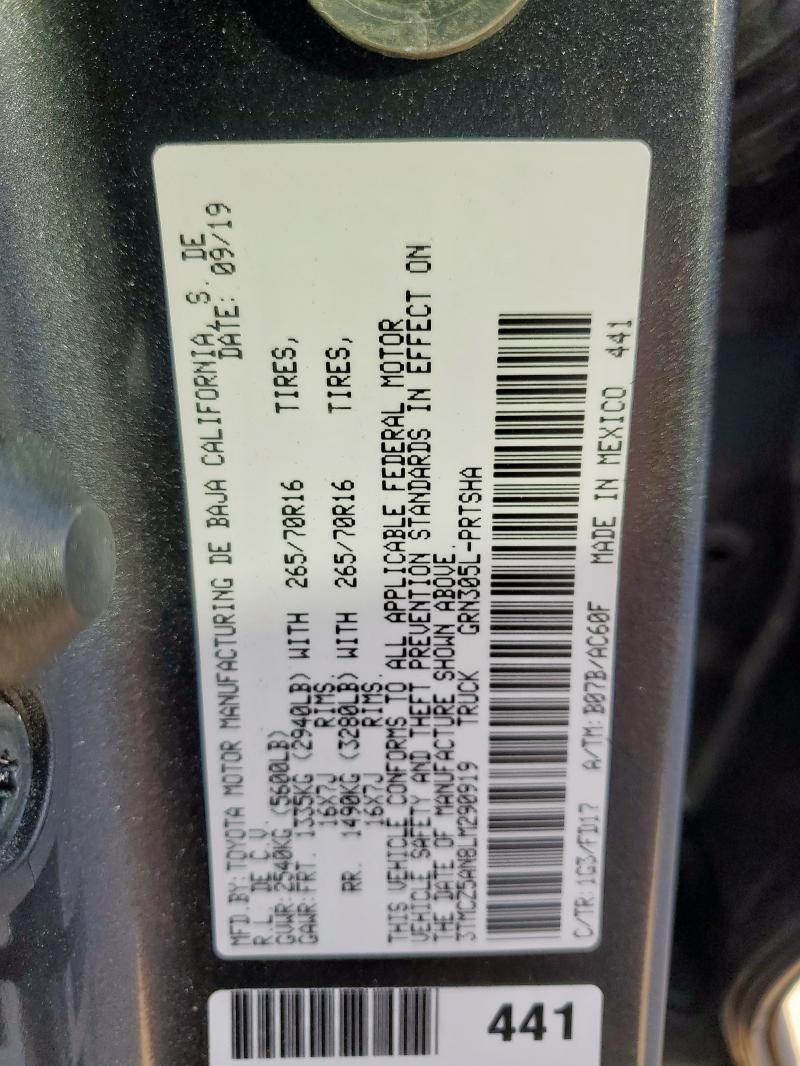 MFD.BY:TOYOTA MOTOR MANUFACTURING DE BAJA CALIFORNIA, S. DE
R.L. DE C.V. DATE: 09/19
GVWR:2540KG (5600LB)
GAWR:FRT. 1335KG (2940LB) WITH 265/70R16 TIRES,
16X7J RIMS.
RR. 1490KG (3280LB) WITH 265/70R16 TIRES,
16X7J RIMS.
THIS VEHICLE CONFORMS TO ALL APPLICABLE FEDERAL MOTOR
VEHICLE SAFETY AND THEFT PREVENTION STANDARDS IN EFFECT ON
THE DATE OF MANUFACTURE SHOWN ABOVE.
3TMCZ5AN8LM290919 TRUCK GRN305L-PRTSHA
C/TR:1G3/FD17 A/TM:B07B/AC60F MADE IN MEXICO 441
441